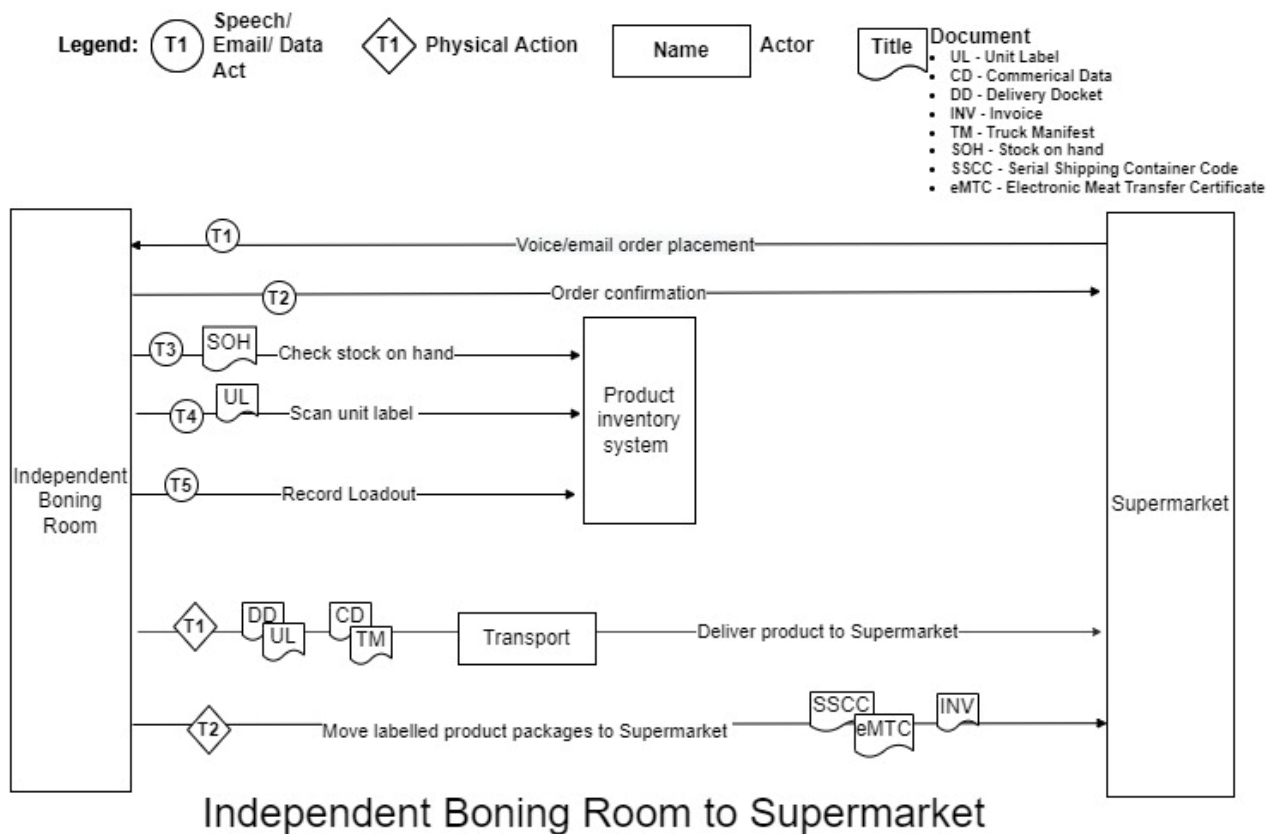 Legend:
T1
Speech/
Email/ Data
Act
T1
Physical Action
Name
Actor
Title
Document
• UL - Unit Label
• CD - Commerical Data
• DD - Delivery Docket
• INV - Invoice
• TM - Truck Manifest
• SOH - Stock on hand
• SSCC - Serial Shipping Container Code
• eMTC - Electronic Meat Transfer Certificate
Independent
Boning
Room
T1
Voice/email order placement
T2
Order confirmation
T3
SOH
Check stock on hand
T4
UL
Scan unit label
T5
Record Loadout
Product
inventory
system
Supermarket
T1
DD
UL
CD
TM
Transport
Deliver product to Supermarket
T2
Move labelled product packages to Supermarket
SSCC
eMTC
INV
Independent Boning Room to Supermarket